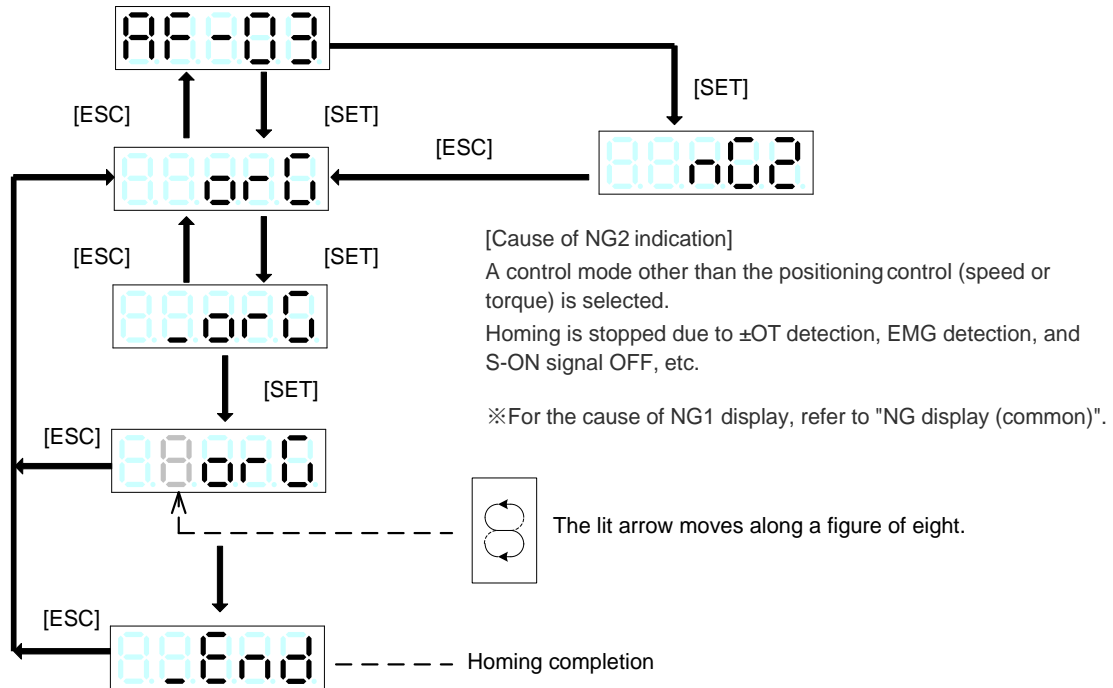 AF-03
[SET]
[ESC]
[SET]
[ESC]
orG
nG2
[ESC]
[SET]
[Cause of NG2 indication]
A control mode other than the positioning control (speed or
torque) is selected.
Homing is stopped due to ±OT detection, EMG detection, and
S-ON signal OFF, etc.
_orG
[SET]
※For the cause of NG1 display, refer to "NG display (common)".
[ESC]
orG
The lit arrow moves along a figure of eight.
[ESC]
_End
Homing completion